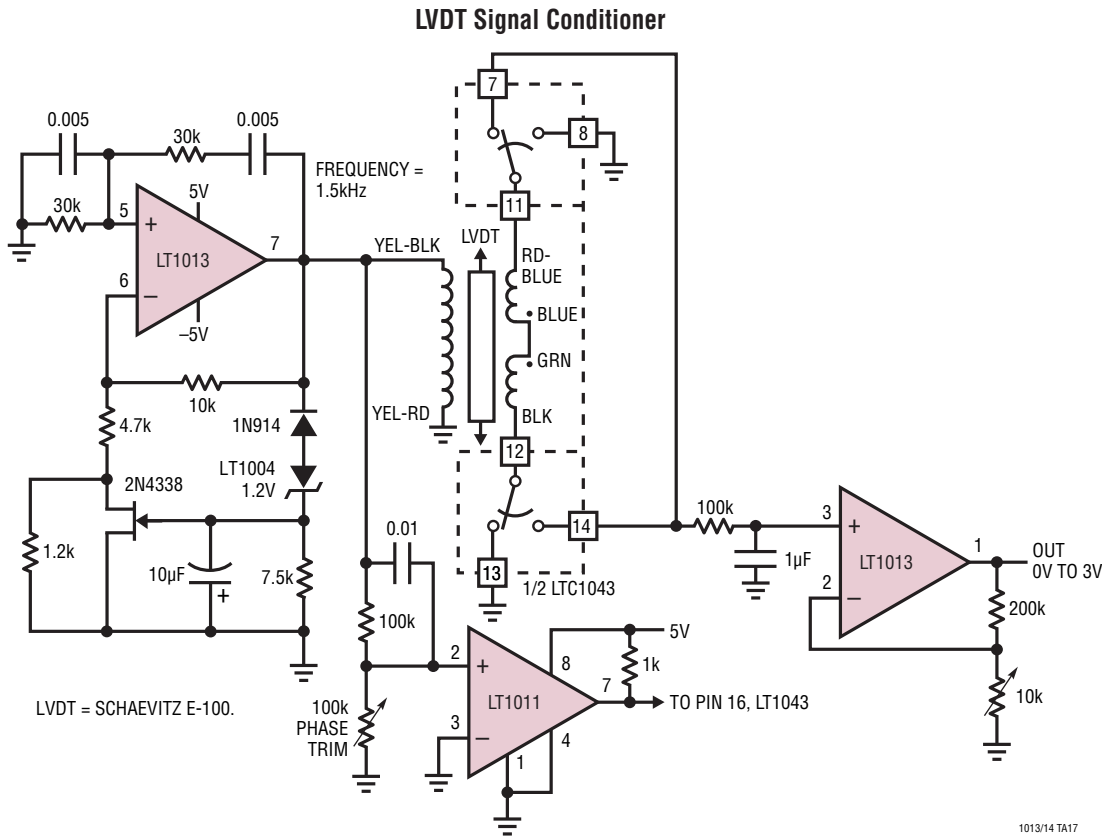 LVDT Signal Conditioner
7
0.005
0.005
8
30k
FREQUENCY =
1.5kHz
5V
30k
5
+
11
LT1013
7
YEL-BLK
LVDT
RD-
BLUE
6
–
BLUE
–5V
GRN
10k
YEL-RD
BLK
4.7k
1N914
12
LT1004
1.2V
2N4338
100k
3
+
14
1
OUT
0V TO 3V
1.2k
0.01
1µF
LT1013
10µF
+
7.5k
13
1/2 LTC1043
2
–
200k
100k
5V
8
1k
2
+
10k
LT1011
7
TO PIN 16, LT1043
LVDT = SCHAEVITZ E-100.
100k
PHASE
TRIM
3
–
4
1
1013/14 TA17